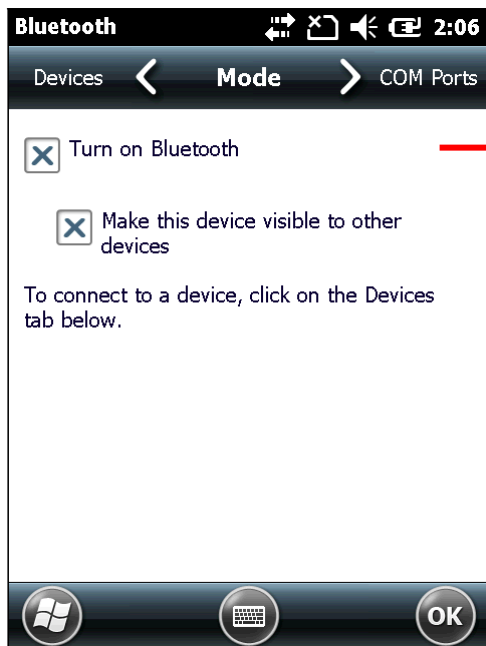 Bluetooth 2:06
Devices Mode COM Ports
Turn on Bluetooth
Make this device visible to other
devices
To connect to a device, click on the Devices
tab below.
OK